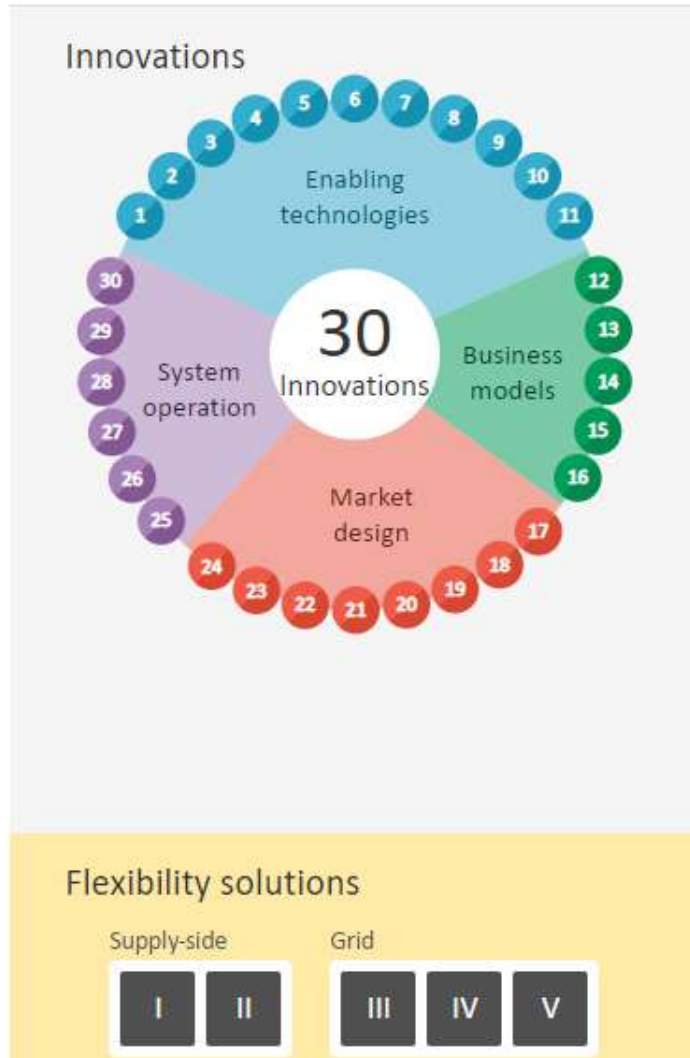 Innovations
1
2
3
4
5
6
7
8
9
10
11
12
13
14
15
16
17
18
19
20
21
22
23
24
25
26
27
28
29
30
Enabling
technologies
Business
models
Market
design
System
operation
30
Innovations
Flexibility solutions
Supply-side
I II
Grid
III IV V